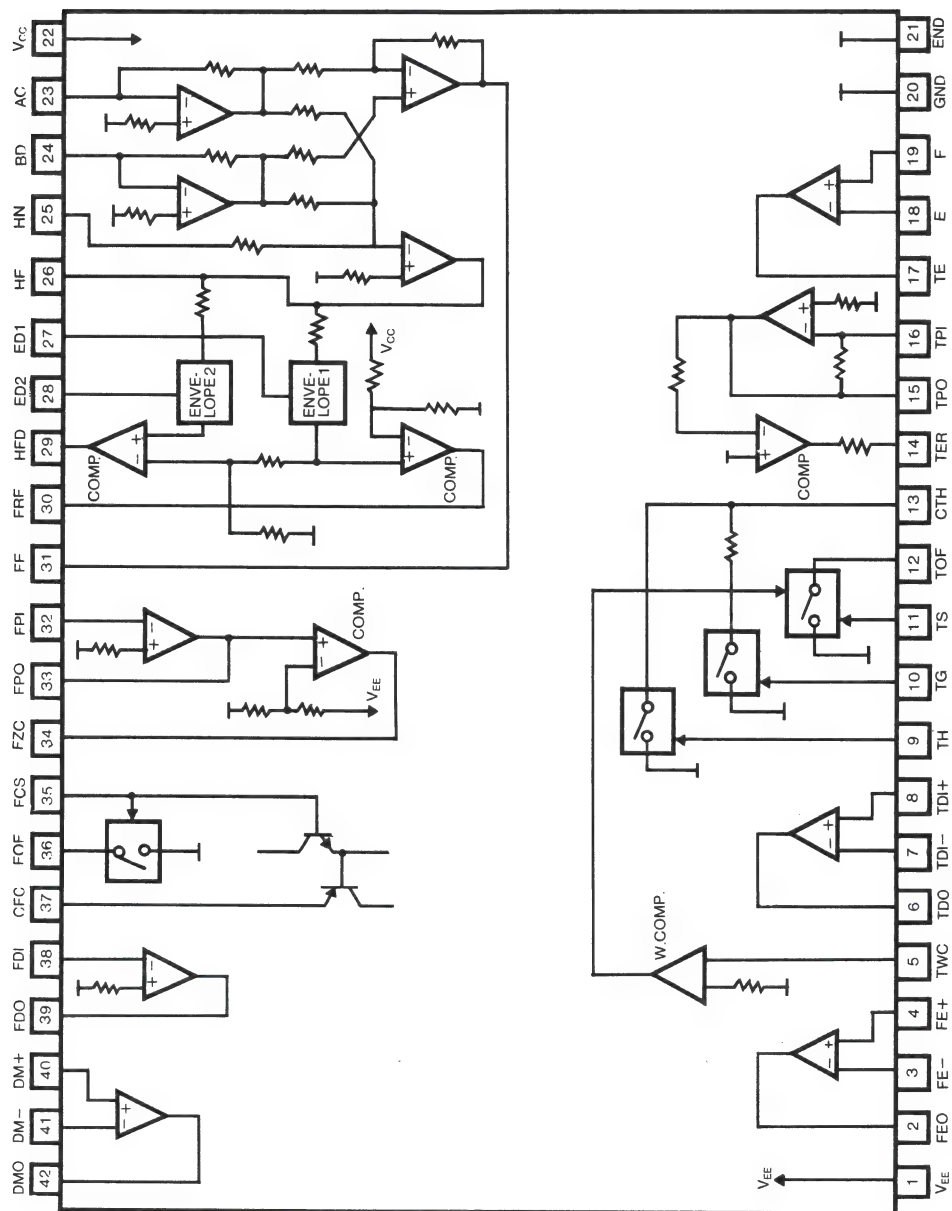 VCC 22
AC 23
BD 24
HN 25
HF 26
ED1 27
ED2 28
HFD 29
FRF 30
FF 31
FPI 32
FPO 33
FZC 34
FCS 35
FOF 36
CFC 37
FDI 38
FDO 39
DM+ 40
DM− 41
DMO 42
− +
− +
− +
− +
ENVE-
LOPE2
ENVE-
LOPE1
VCC
COMP.
− +
COMP.
− +
− +
COMP.
+ −
VEE
− +
+ −
21 END
20 GND
19 F
18 E
17 TE
16 TPI
15 TPO
14 TER
13 CTH
12 TOF
11 TS
10 TG
9 TH
8 TDI+
7 TDI−
6 TDO
5 TWC
4 FE+
3 FE−
2 FEO
1 VEE
− +
− +
COMP
+ −
− +
W.COMP.
− +
VEE